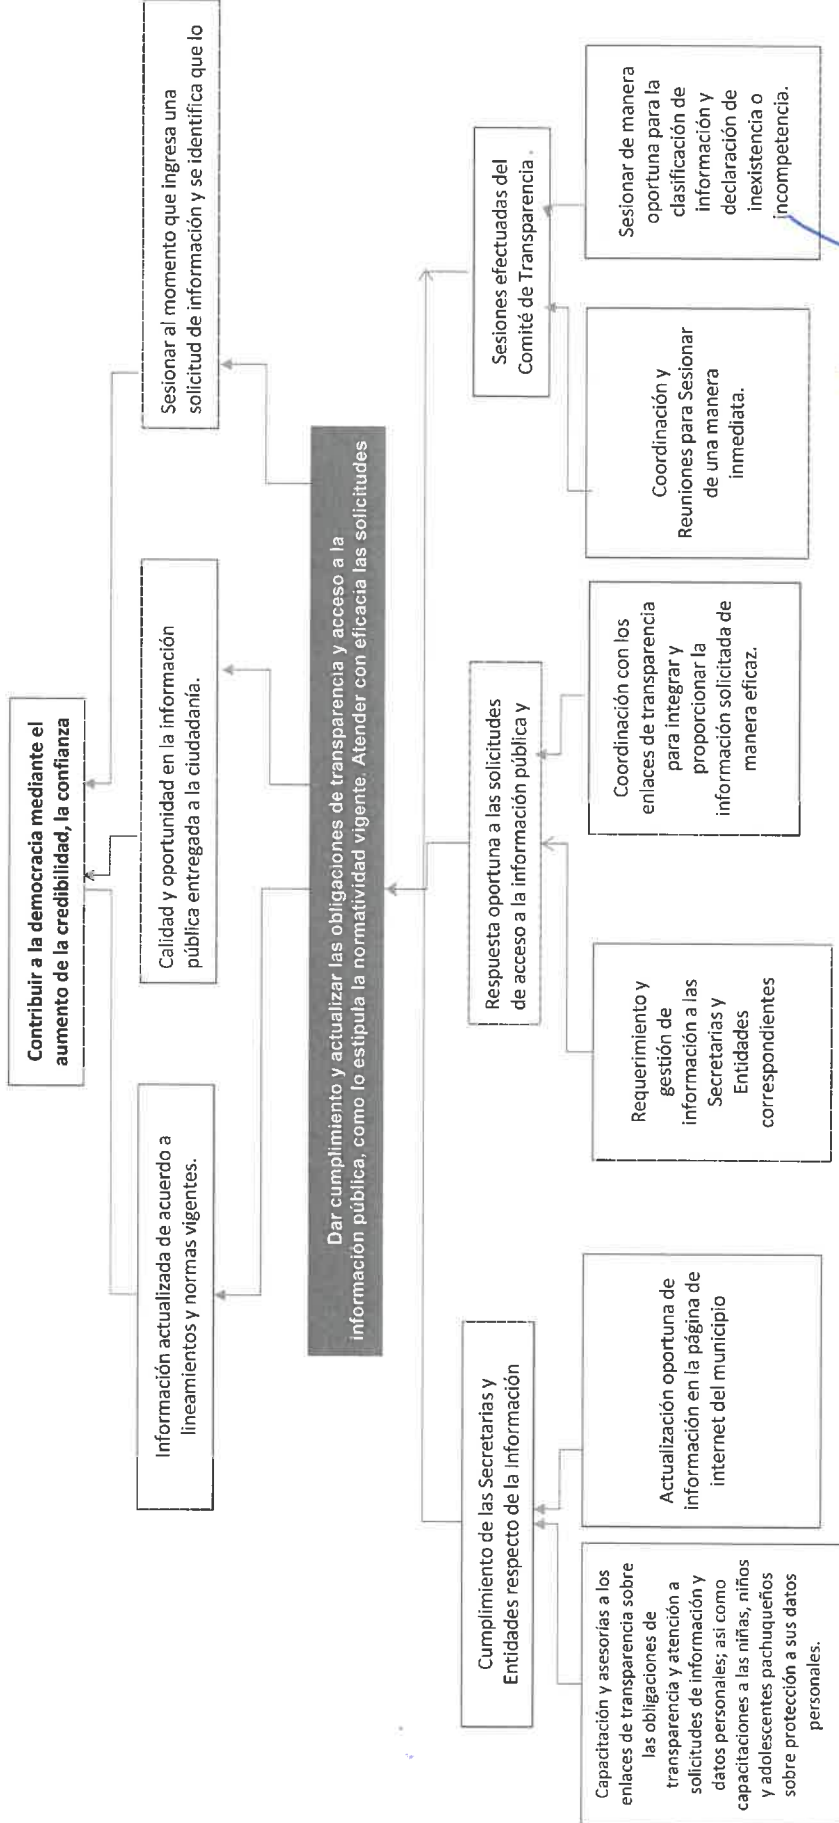 Contribuir a la democracia mediante el
aumento de la credibilidad, la confianza
Información actualizada de acuerdo a
lineamientos y normas vigentes.
Calidad y oportunidad en la información
pública entregada a la ciudadanía.
Sesionar al momento que ingresa una
solicitud de información y se identifica que lo
Dar cumplimiento y actualizar las obligaciones de transparencia y acceso a la
información pública, como lo estipula la normatividad vigente. Atender con eficacia las solicitudes
Cumplimiento de las Secretarias y
Entidades respecto de la Información
Respuesta oportuna a las solicitudes
de acceso a la información pública y
Sesiones efectuadas del
Comité de Transparencia .
Capacitación y asesorías a los
enlaces de transparencia sobre
las obligaciones de
transparencia y atención a
solicitudes de información y
datos personales; asi como
capacitaciones a las niñas, niños
y adolescentes pachuqueños
sobre protección a sus datos
personales.
Actualización oportuna de
información en la página de
internet del municipio
Requerimiento y
gestión de
información a las
Secretarias y
Entidades
correspondientes
Coordinación con los
enlaces de transparencia
para integrar y
proporcionar la
información solicitada de
manera eficaz.
Coordinación y
Reuniones para Sesionar
de una manera
inmediata.
Sesionar de manera
oportuna para la
clasificación de
información y
declaración de
inexistencia o
incompetencia.